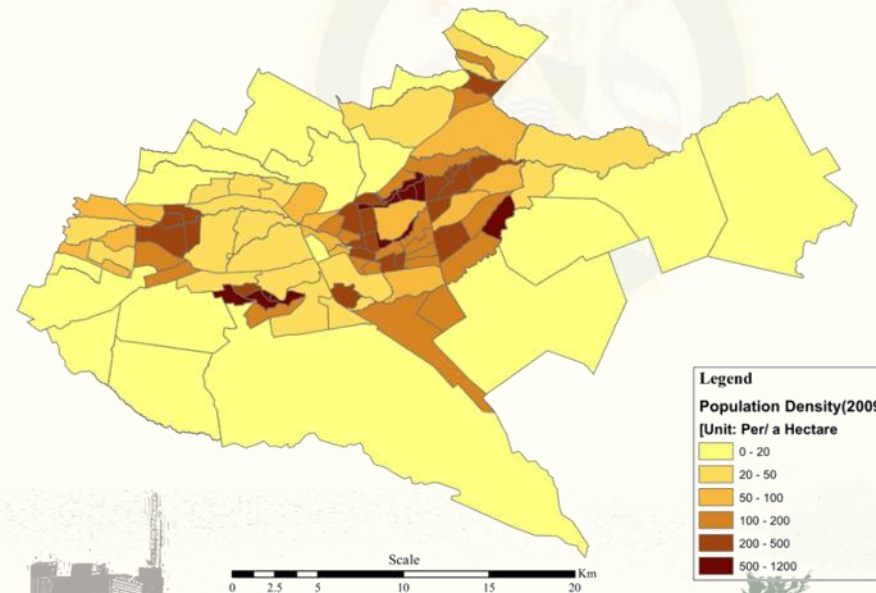 Legend
Population Density(2009
[Unit: Per/ a Hectare
0 - 20
20 - 50
50 - 100
100 - 200
200 - 500
500 - 1200
Scale
0 2.5 5 10 15 20 Km